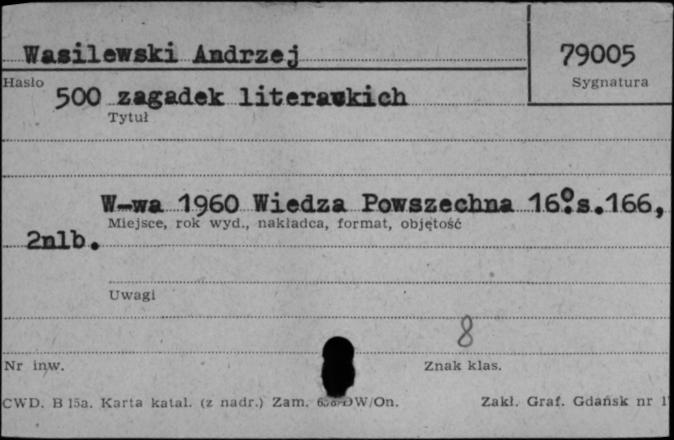 Wasilewski Andrzej
79005
Hasło
Sygnatura
500 zagadek literackich
Tytuł
W-wa 1960 Wiedza Powszechna 16° s.166,
Miejsce, rok wyd., nakładca, format, objętość
2nlb.
Uwagi
8
Nr inw.
Znak klas.
CWD. B 15a. Karta katal. (z nadr.) Zam. DW/On.
Zakł. Graf. Gdańsk nr